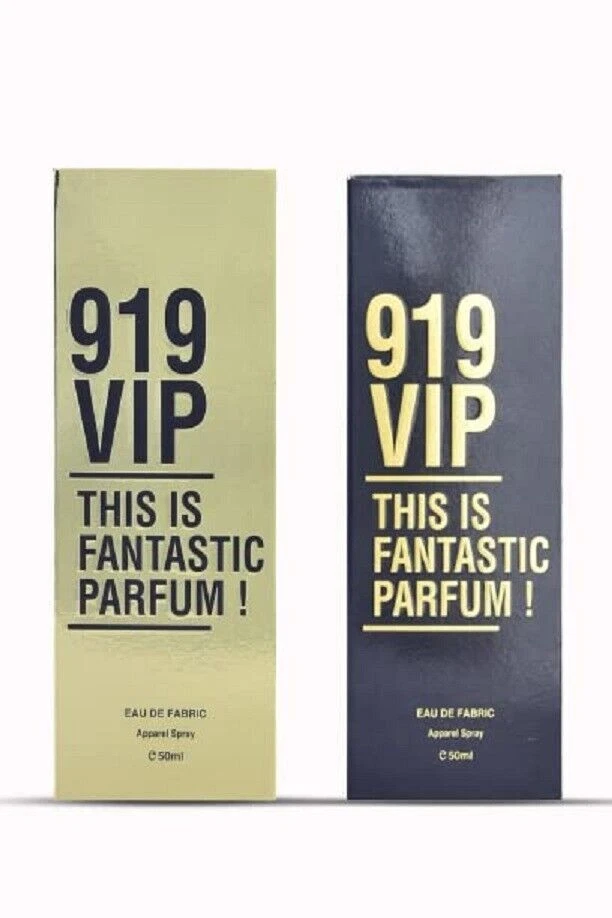 919
VIP
THIS IS
FANTASTIC
PARFUM !
EAU DE FABRIC
Apparel Spray
℮50ml
919
VIP
THIS IS
FANTASTIC
PARFUM !
EAU DE FABRIC
Apparel Spray
℮50ml